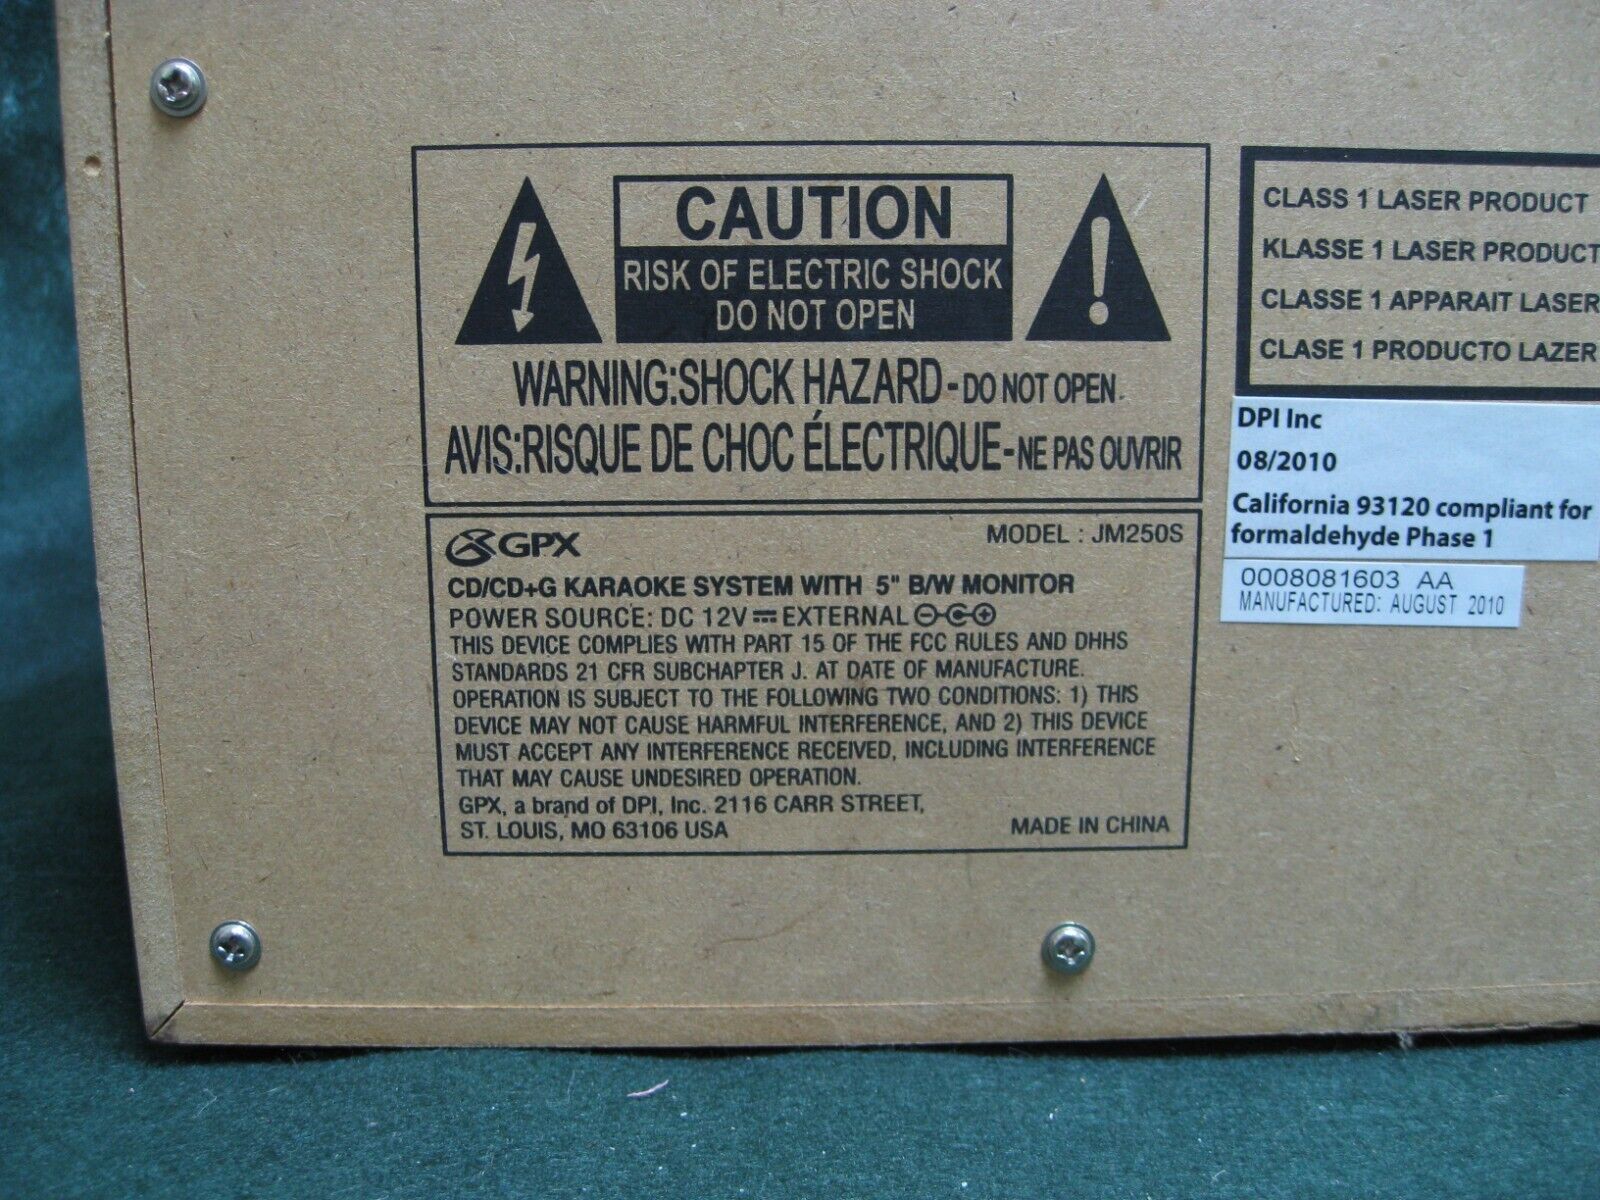 CAUTION
RISK OF ELECTRIC SHOCK
DO NOT OPEN
WARNING:SHOCK HAZARD-DO NOT OPEN.
AVIS:RISQUE DE CHOC ÉLECTRIQUE-NE PAS OUVRIR
GPX MODEL : JM250S
CD/CD+G KARAOKE SYSTEM WITH 5" B/W MONITOR
POWER SOURCE: DC 12V ⎓ EXTERNAL
THIS DEVICE COMPLIES WITH PART 15 OF THE FCC RULES AND DHHS
STANDARDS 21 CFR SUBCHAPTER J. AT DATE OF MANUFACTURE.
OPERATION IS SUBJECT TO THE FOLLOWING TWO CONDITIONS: 1) THIS
DEVICE MAY NOT CAUSE HARMFUL INTERFERENCE, AND 2) THIS DEVICE
MUST ACCEPT ANY INTERFERENCE RECEIVED, INCLUDING INTERFERENCE
THAT MAY CAUSE UNDESIRED OPERATION.
GPX, a brand of DPI, Inc. 2116 CARR STREET,
ST. LOUIS, MO 63106 USA MADE IN CHINA
CLASS 1 LASER PRODUCT
KLASSE 1 LASER PRODUCT
CLASSE 1 APPARAIT LASER
CLASE 1 PRODUCTO LAZER
DPI Inc
08/2010
California 93120 compliant for
formaldehyde Phase 1
0008081603 AA
MANUFACTURED: AUGUST 2010